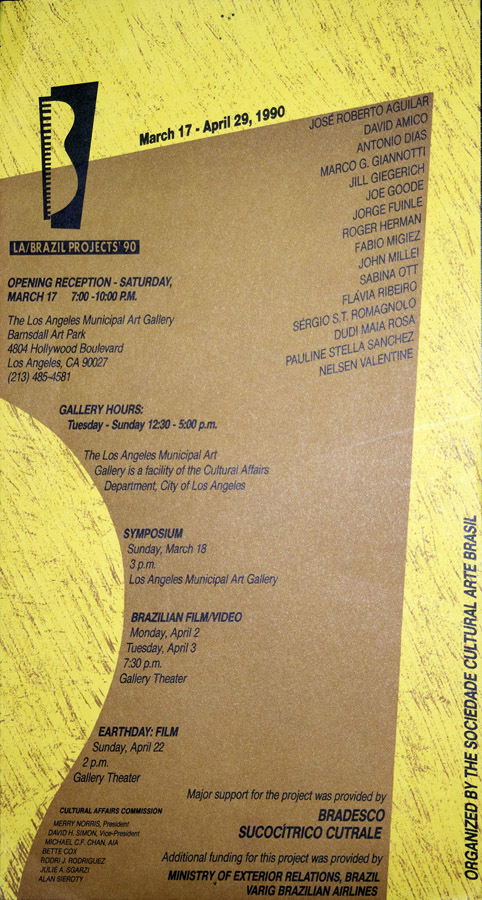 March 17 - April 29, 1990
JOSÉ ROBERTO AGUILAR
DAVID AMICO
ANTONIO DIAS
MARCO G. GIANNOTTI
JILL GIEGERICH
JOE GOODE
JORGE FUINLE
ROGER HERMAN
FABIO MIGIEZ
JOHN MILLEI
SABINA OTT
FLÁVIA RIBEIRO
SÉRGIO S.T. ROMAGNOLO
DUDI MAIA ROSA
PAULINE STELLA SANCHEZ
NELSEN VALENTINE
LA/BRAZIL PROJECTS' 90
OPENING RECEPTION - SATURDAY,
MARCH 17 7:00 -10:00 P.M.
The Los Angeles Municipal Art Gallery
Barnsdall Art Park
4804 Hollywood Boulevard
Los Angeles, CA 90027
(213) 485-4581
GALLERY HOURS:
Tuesday - Sunday 12:30 - 5:00 p.m.
The Los Angeles Municipal Art
Gallery is a facility of the Cultural Affairs
Department, City of Los Angeles
SYMPOSIUM
Sunday, March 18
3 p.m.
Los Angeles Municipal Art Gallery
BRAZILIAN FILM/VIDEO
Monday, April 2
Tuesday, April 3
7:30 p.m.
Gallery Theater
EARTHDAY: FILM
Sunday, April 22
2 p.m.
Gallery Theater
CULTURAL AFFAIRS COMMISSION
MERRY NORRIS, President
DAVID H. SIMON, Vice-President
MICHAEL C.F. CHAN, AIA
BETTE COX
RODRI J. RODRIGUEZ
JULIE A. SGARZI
ALAN SIEROTY
Major support for the project was provided by
BRADESCO
SUCOCÍTRICO CUTRALE
Additional funding for this project was provided by
MINISTRY OF EXTERIOR RELATIONS, BRAZIL
VARIG BRAZILIAN AIRLINES
ORGANIZED BY THE SOCIEDADE CULTURAL ARTE BRASIL